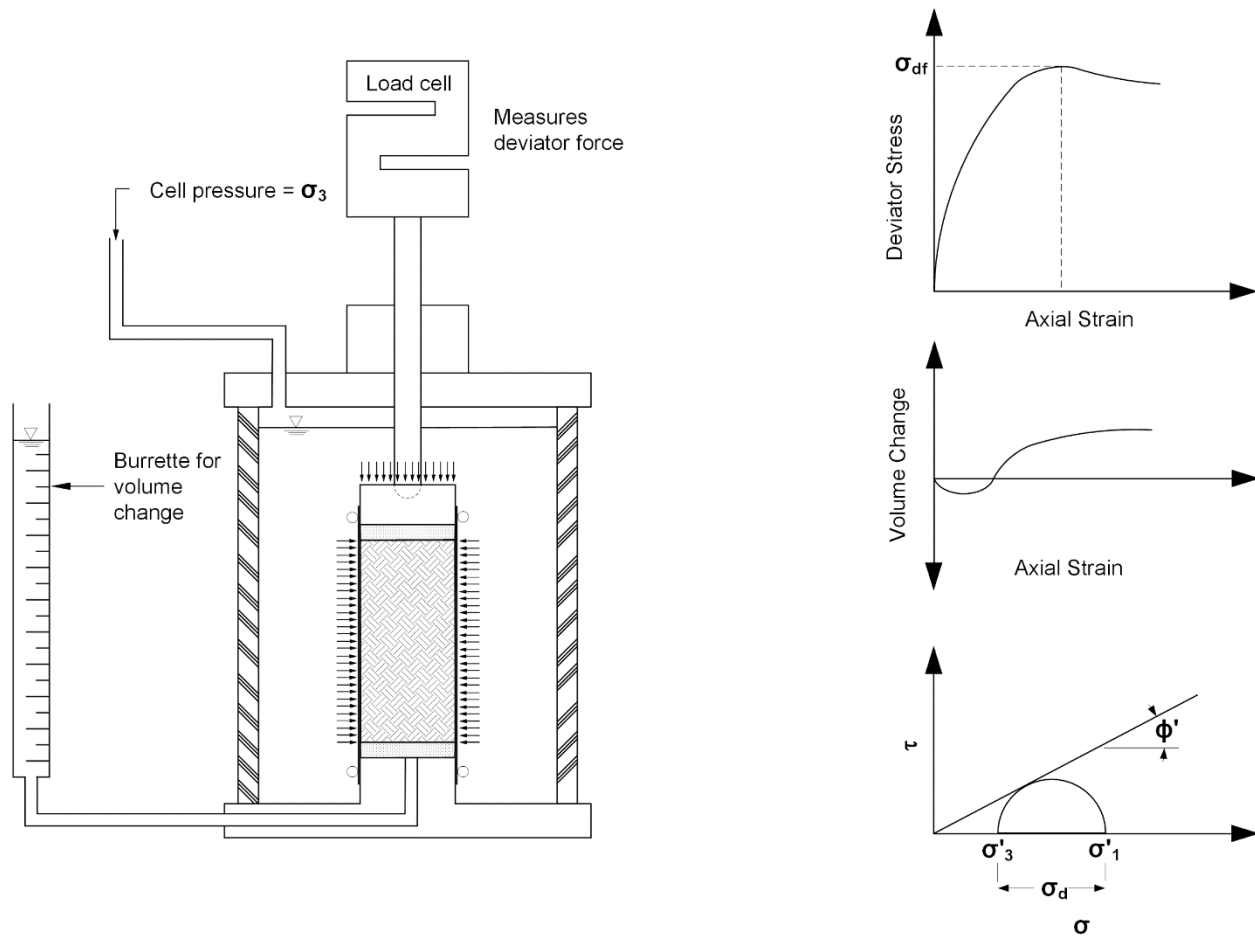 Load cell
Measures
deviator force
Cell pressure = σ₃
Burrette for
volume
change
σdf
Deviator Stress
Axial Strain
Volume Change
Axial Strain
τ
ϕ'
σ'₃
σ'₁
σd
σ